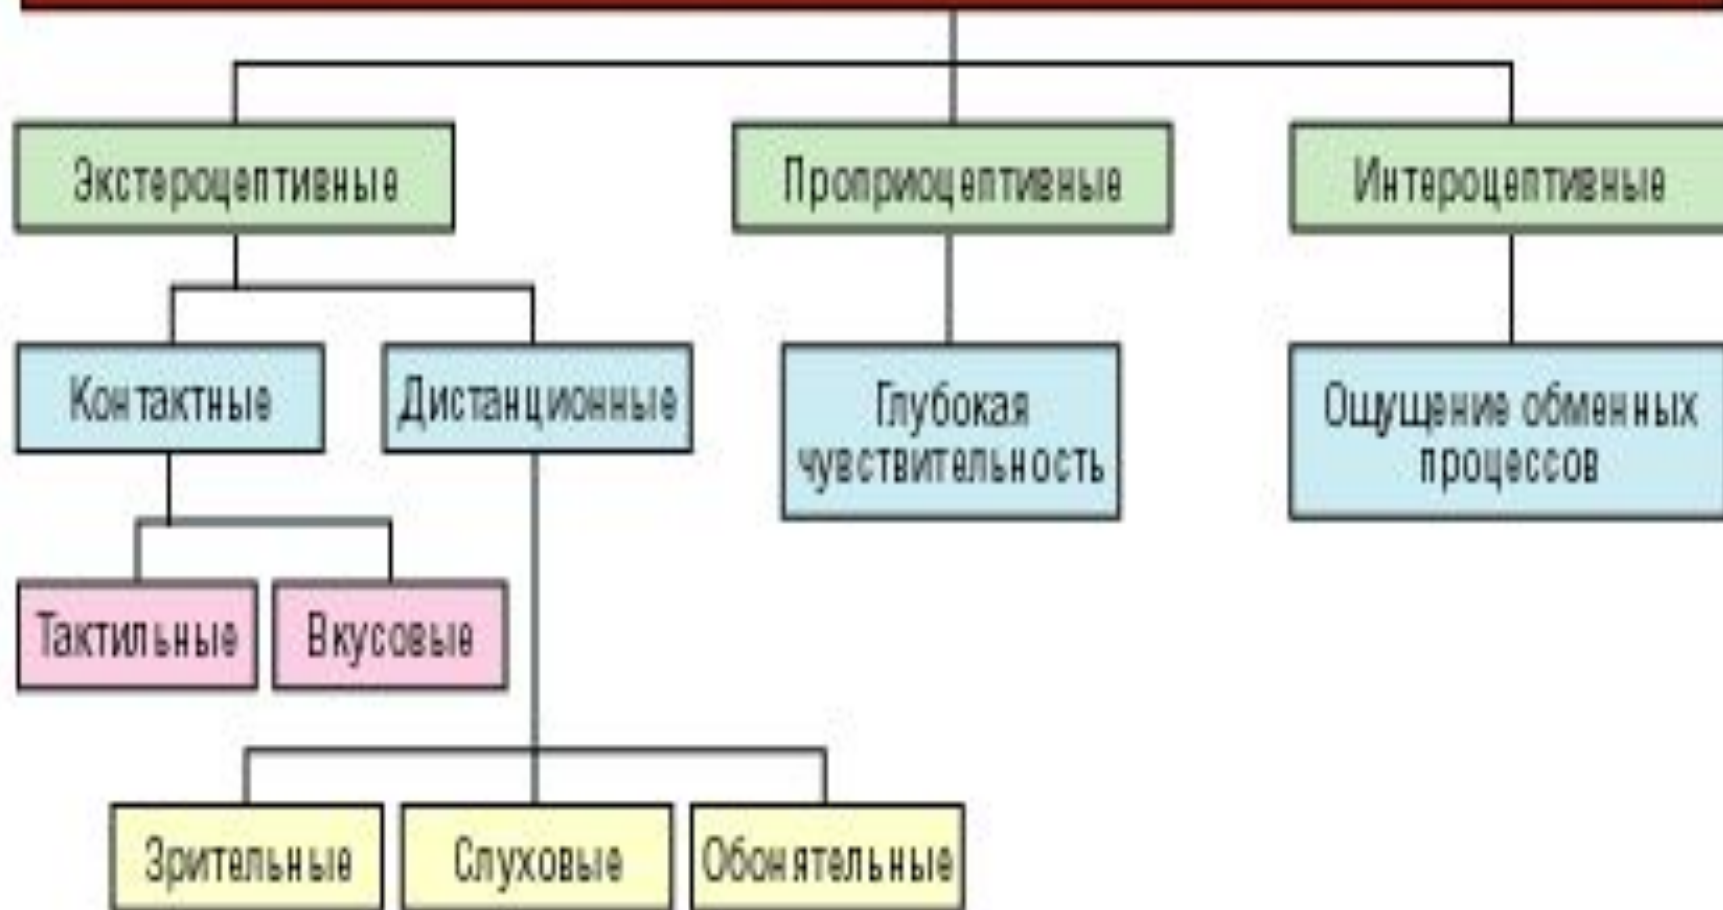 Экстероцептивные
Проприоцептивные
Интероцептивные
Контактные
Дистанционные
Глубокая
чувствительность
Ощущение обменных
процессов
Тактильные
Вкусовые
Зрительные
Слуховые
Обонятельные